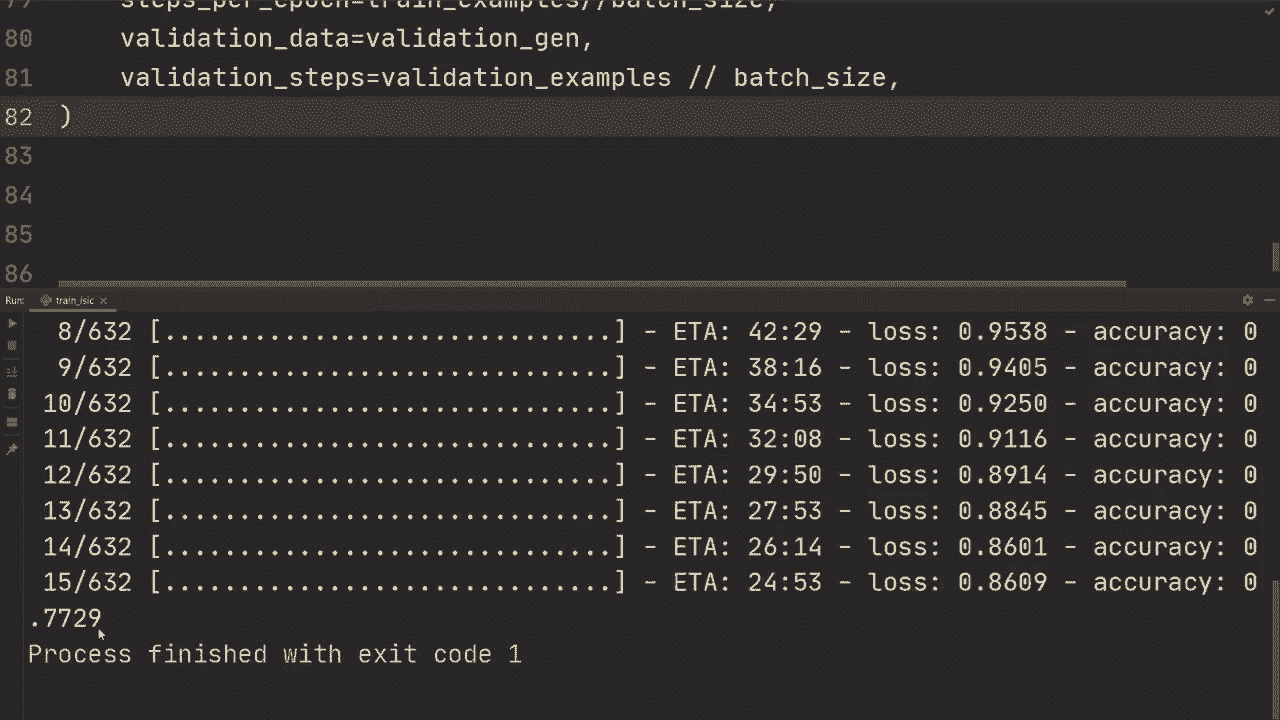 77 steps_per_epoch=train_examples//batch_size,
80 validation_data=validation_gen,
81 validation_steps=validation_examples // batch_size,
82 )
83
84
85
86
Run: train_isic ×
8/632 [..............................] - ETA: 42:29 - loss: 0.9538 - accuracy: 0
9/632 [..............................] - ETA: 38:16 - loss: 0.9405 - accuracy: 0
10/632 [..............................] - ETA: 34:53 - loss: 0.9250 - accuracy: 0
11/632 [..............................] - ETA: 32:08 - loss: 0.9116 - accuracy: 0
12/632 [..............................] - ETA: 29:50 - loss: 0.8914 - accuracy: 0
13/632 [..............................] - ETA: 27:53 - loss: 0.8845 - accuracy: 0
14/632 [..............................] - ETA: 26:14 - loss: 0.8601 - accuracy: 0
15/632 [..............................] - ETA: 24:53 - loss: 0.8609 - accuracy: 0
.7729
Process finished with exit code 1